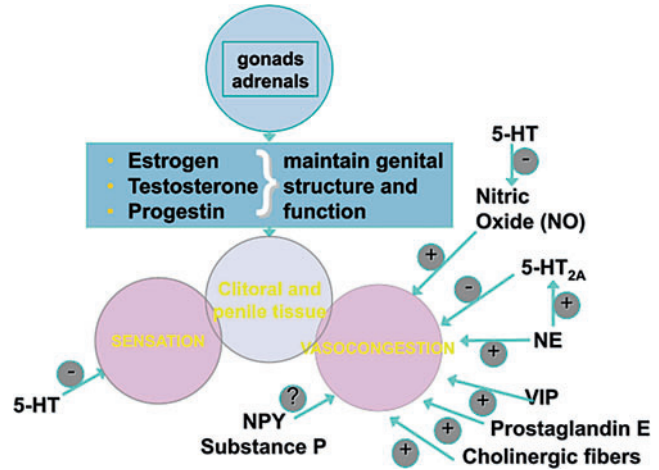 gonads
adrenals
• Estrogen
• Testosterone
• Progestin
}
maintain genital
structure and
function
5-HT
-
Nitric
Oxide (NO)
+
5-HT2A
-
+
NE
+
Clitoral and
penile tissue
SENSATION
VASOCONGESTION
-
5-HT
?
NPY
Substance P
VIP
+
Prostaglandin E
+
Cholinergic fibers
+